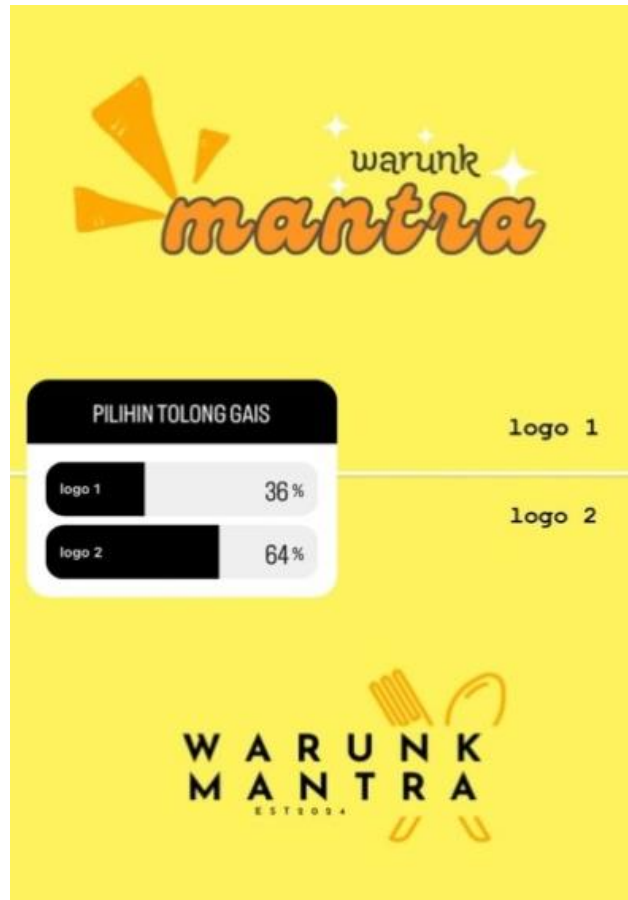 warunk
mantra
PILIHIN TOLONG GAIS
logo 1
36%
logo 2
64%
logo 1
logo 2
WARUNK
MANTRA
EST2024